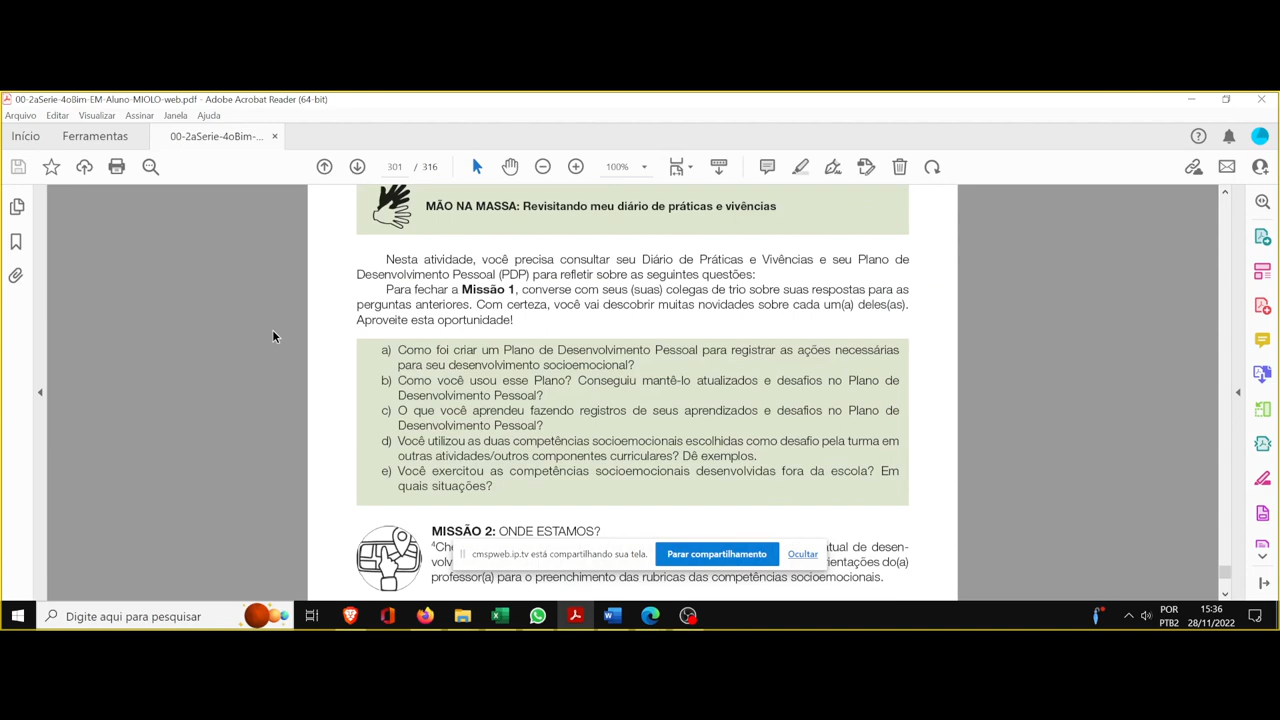 00-2aSerie-4oBim-EM-Aluno-MIOLO-web.pdf - Adobe Acrobat Reader (64-bit)
Arquivo Editar Visualizar Assinar Janela Ajuda
Início Ferramentas 00-2aSerie-4oBim-... ×
301 / 316 100%
MÃO NA MASSA: Revisitando meu diário de práticas e vivências
Nesta atividade, você precisa consultar seu Diário de Práticas e Vivências e seu Plano de
Desenvolvimento Pessoal (PDP) para refletir sobre as seguintes questões:
Para fechar a Missão 1, converse com seus (suas) colegas de trio sobre suas respostas para as
perguntas anteriores. Com certeza, você vai descobrir muitas novidades sobre cada um(a) deles(as).
Aproveite esta oportunidade!
a) Como foi criar um Plano de Desenvolvimento Pessoal para registrar as ações necessárias
para seu desenvolvimento socioemocional?
b) Como você usou esse Plano? Conseguiu mantê-lo atualizados e desafios no Plano de
Desenvolvimento Pessoal?
c) O que você aprendeu fazendo registros de seus aprendizados e desafios no Plano de
Desenvolvimento Pessoal?
d) Você utilizou as duas competências socioemocionais escolhidas como desafio pela turma em
outras atividades/outros componentes curriculares? Dê exemplos.
e) Você exercitou as competências socioemocionais desenvolvidas fora da escola? Em
quais situações?
MISSÃO 2: ONDE ESTAMOS?
atual de desen-
cmspweb.ip.tv está compartilhando sua tela. Parar compartilhamento Ocultar
orientações do(a)
professor(a) para o preenchimento das rubricas das competências socioemocionais.
Digite aqui para pesquisar
POR
PTB2
15:36
28/11/2022